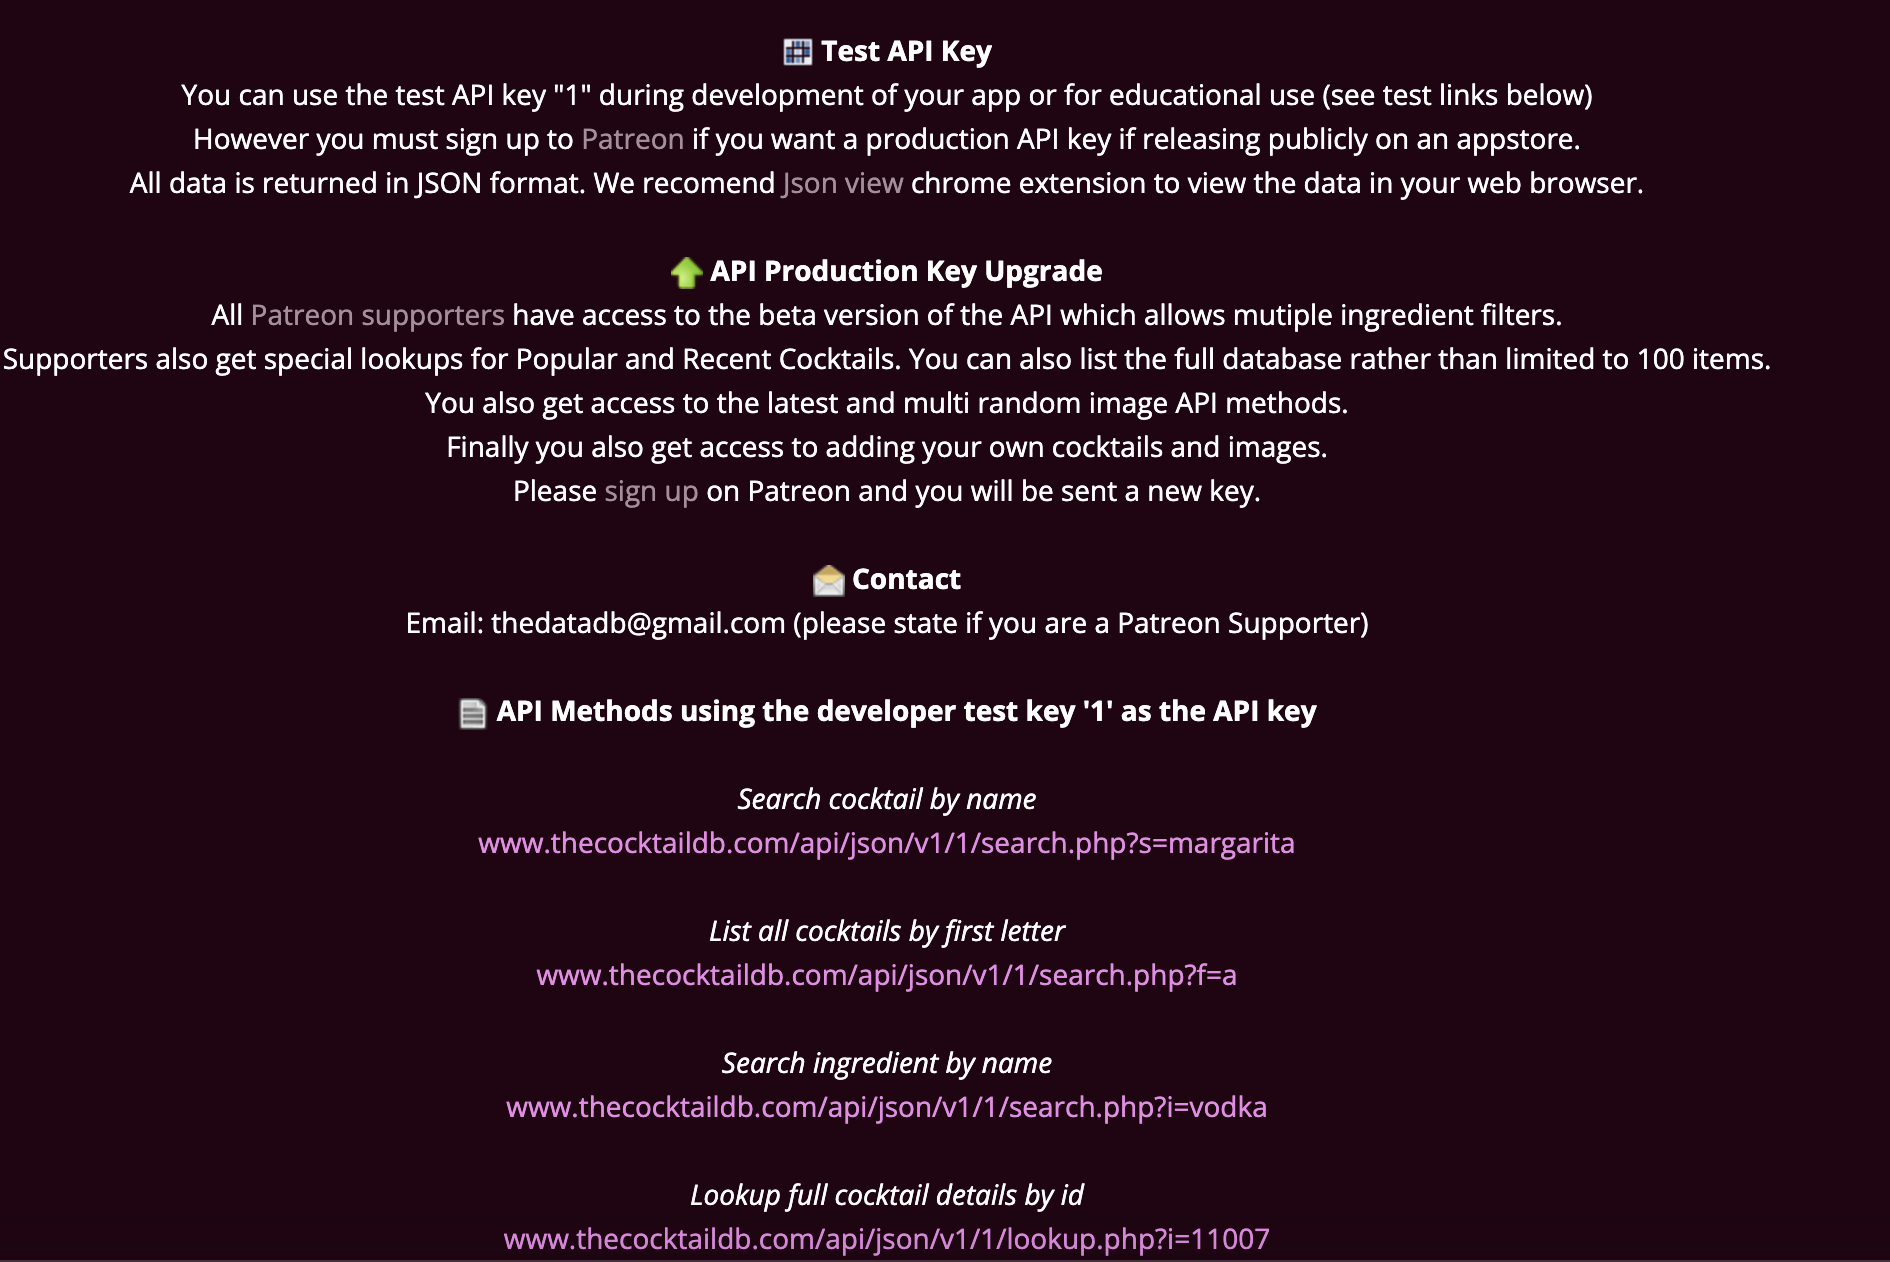 Test API Key
You can use the test API key "1" during development of your app or for educational use (see test links below)
However you must sign up to Patreon if you want a production API key if releasing publicly on an appstore.
All data is returned in JSON format. We recomend Json view chrome extension to view the data in your web browser.
API Production Key Upgrade
All Patreon supporters have access to the beta version of the API which allows mutiple ingredient filters.
Supporters also get special lookups for Popular and Recent Cocktails. You can also list the full database rather than limited to 100 items.
You also get access to the latest and multi random image API methods.
Finally you also get access to adding your own cocktails and images.
Please sign up on Patreon and you will be sent a new key.
Contact
Email: thedatadb@gmail.com (please state if you are a Patreon Supporter)
API Methods using the developer test key '1' as the API key
Search cocktail by name
www.thecocktaildb.com/api/json/v1/1/search.php?s=margarita
List all cocktails by first letter
www.thecocktaildb.com/api/json/v1/1/search.php?f=a
Search ingredient by name
www.thecocktaildb.com/api/json/v1/1/search.php?i=vodka
Lookup full cocktail details by id
www.thecocktaildb.com/api/json/v1/1/lookup.php?i=11007